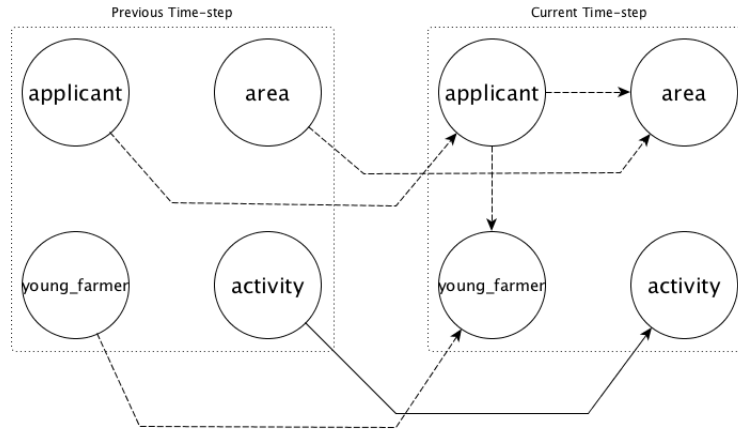 Previous Time-step
Current Time-step
applicant
area
applicant
area
young_farmer
activity
young_farmer
activity